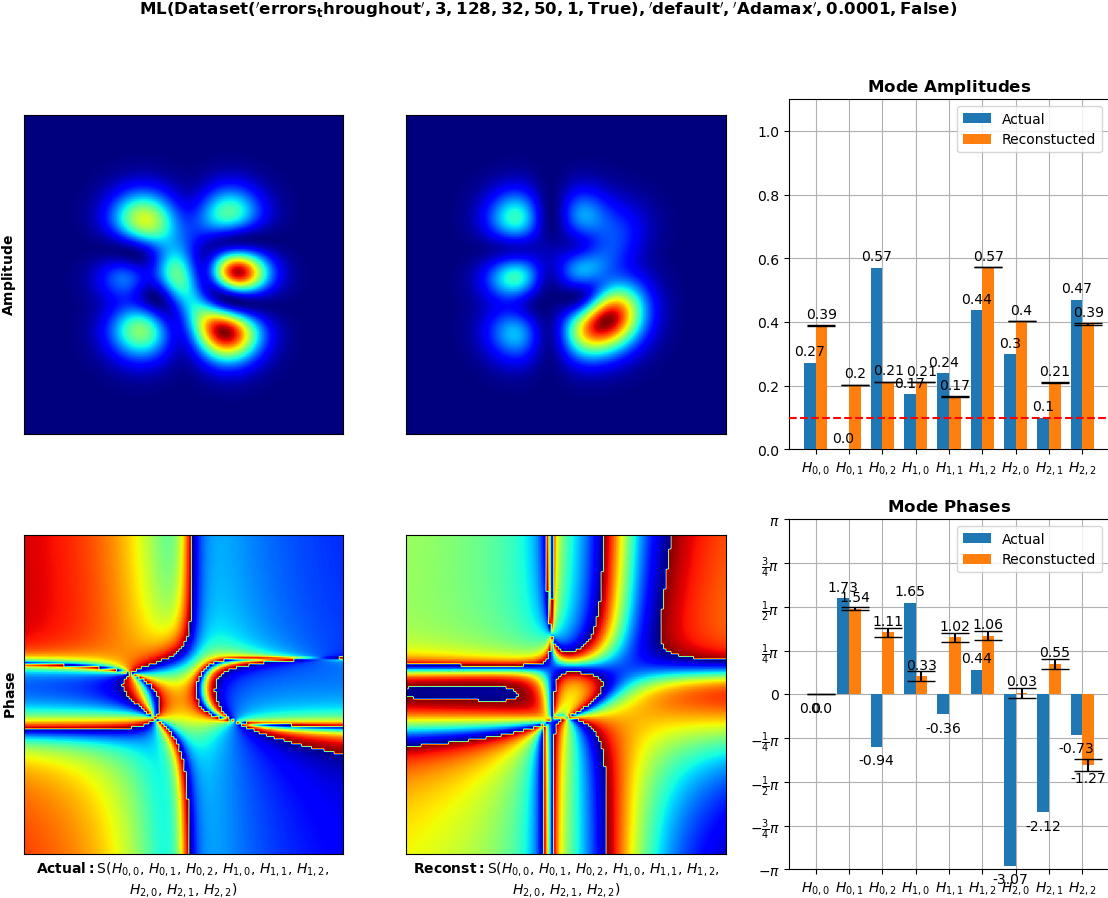 ML(Dataset('errors_throughout', 3, 128, 32, 50, 1, True), 'default', 'Adamax', 0.0001, False)
Amplitude
Mode Amplitudes
Actual
Reconstucted
1.0
0.8
0.6
0.4
0.2
0.0
0.27
0.39
0.0
0.2
0.57
0.21
0.17
0.21
0.24
0.17
0.44
0.57
0.3
0.4
0.1
0.21
0.47
0.39
H0,0 H0,1 H0,2 H1,0 H1,1 H1,2 H2,0 H2,1 H2,2
Phase
Mode Phases
Actual
Reconstucted
π
3/4π
1/2π
1/4π
0
−1/4π
−1/2π
−3/4π
−π
0.0
0.0
1.73
1.54
-0.94
1.11
1.65
0.33
-0.36
1.02
0.44
1.06
-3.07
0.03
-2.12
0.55
-0.73
-1.27
H0,0 H0,1 H0,2 H1,0 H1,1 H1,2 H2,0 H2,1 H2,2
Actual: S(H0,0, H0,1, H0,2, H1,0, H1,1, H1,2,
H2,0, H2,1, H2,2)
Reconst: S(H0,0, H0,1, H0,2, H1,0, H1,1, H1,2,
H2,0, H2,1, H2,2)